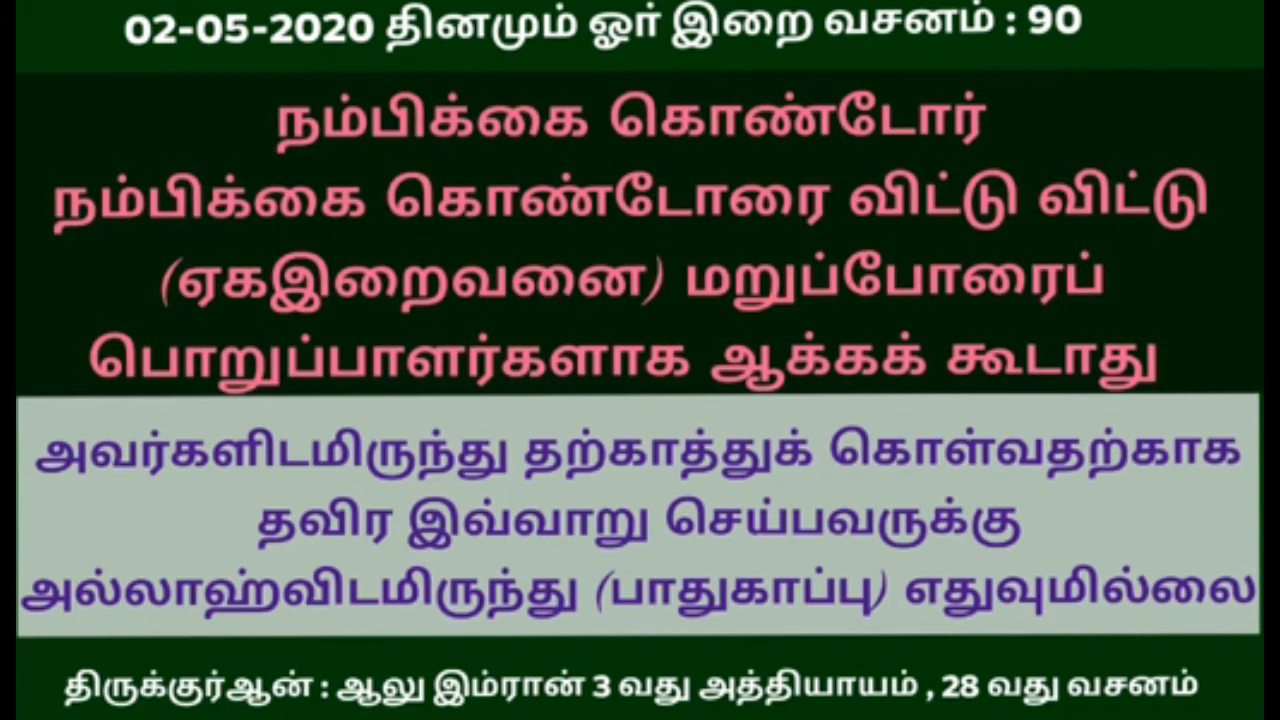 02-05-2020 தினமும் ஓர் இறை வசனம் : 90
நம்பிக்கை கொண்டோர்
நம்பிக்கை கொண்டோரை விட்டு விட்டு
(ஏகஇறைவனை) மறுப்போரைப்
பொறுப்பாளர்களாக ஆக்கக் கூடாது
அவர்களிடமிருந்து தற்காத்துக் கொள்வதற்காக
தவிர இவ்வாறு செய்பவருக்கு
அல்லாஹ்விடமிருந்து (பாதுகாப்பு) எதுவுமில்லை
திருக்குர்ஆன் : ஆலு இம்ரான் 3 வது அத்தியாயம் , 28 வது வசனம்